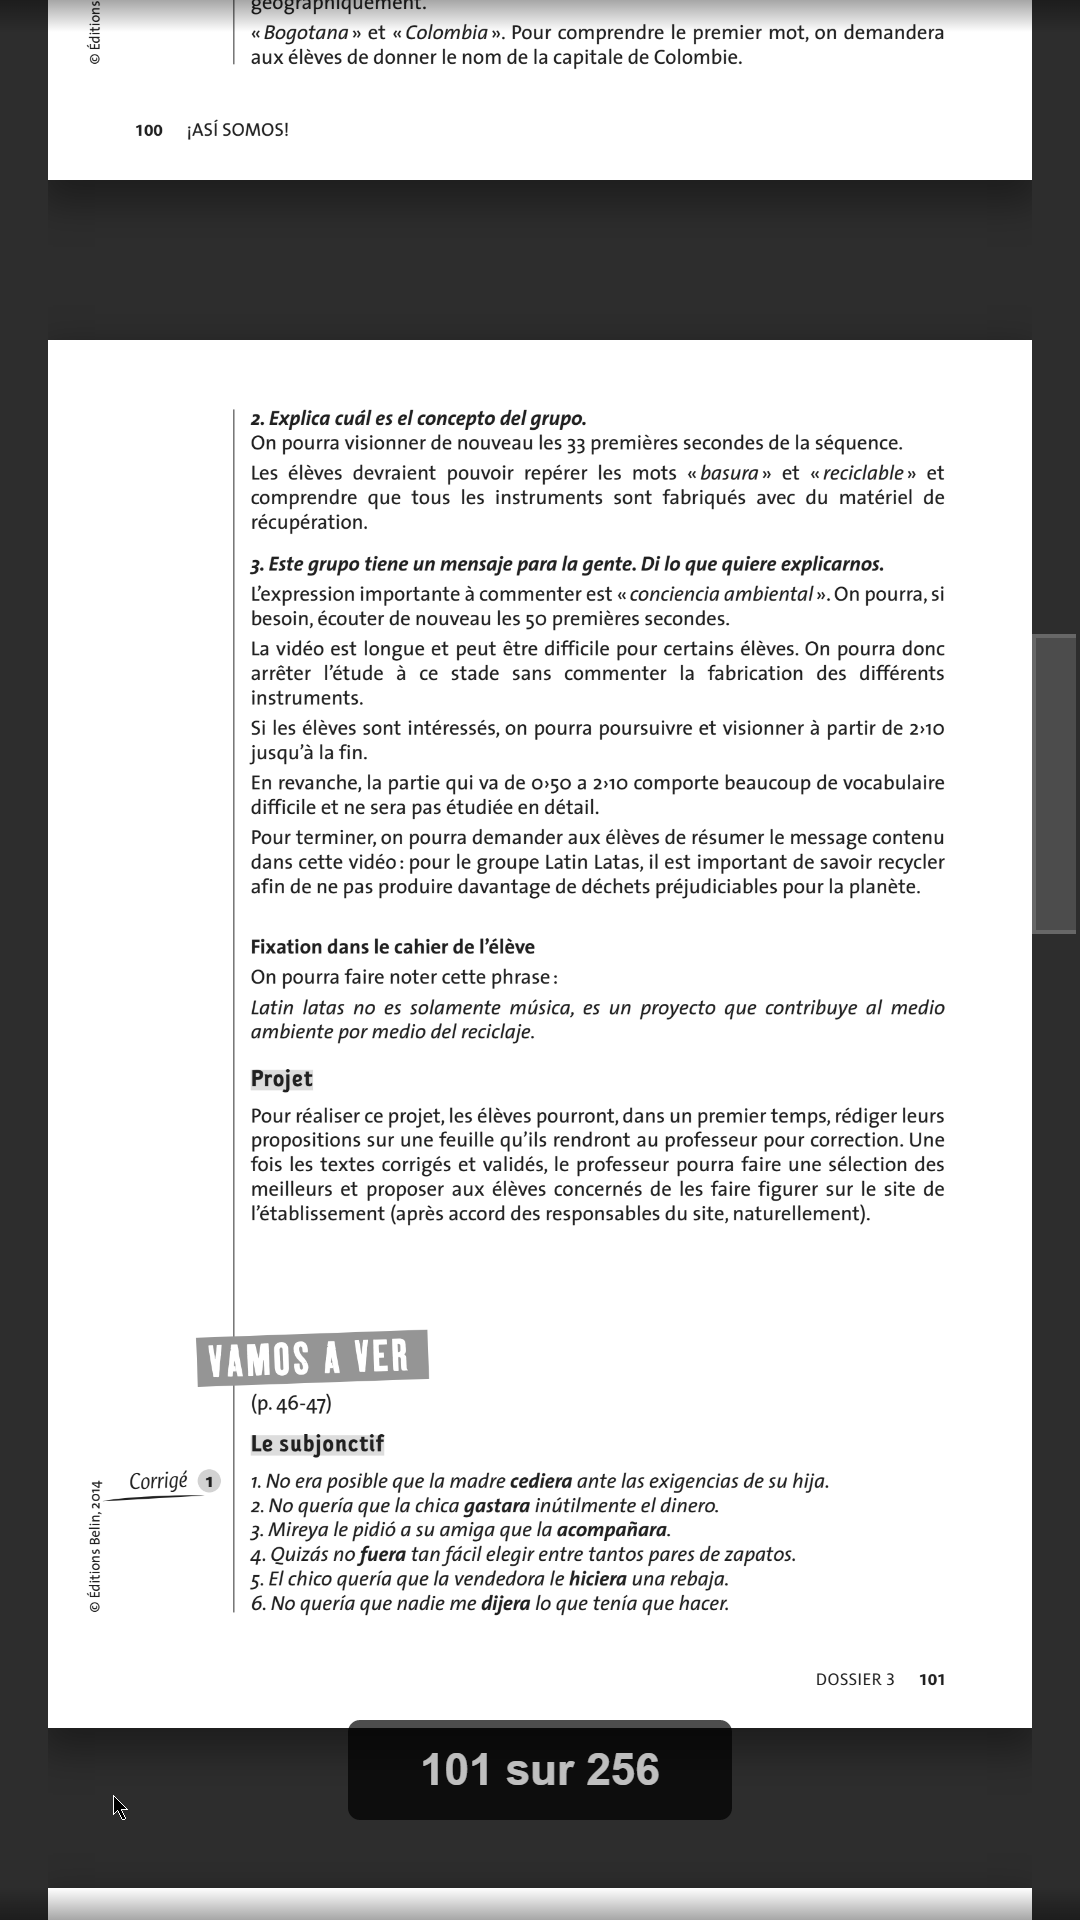 géographiquement.
« Bogotana » et « Colombia ». Pour comprendre le premier mot, on demandera
aux élèves de donner le nom de la capitale de Colombie.
© Éditions
100 ¡ASÍ SOMOS!
2. Explica cuál es el concepto del grupo.
On pourra visionner de nouveau les 33 premières secondes de la séquence.
Les élèves devraient pouvoir repérer les mots « basura » et « reciclable » et
comprendre que tous les instruments sont fabriqués avec du matériel de
récupération.
3. Este grupo tiene un mensaje para la gente. Di lo que quiere explicarnos.
L’expression importante à commenter est « conciencia ambiental ». On pourra, si
besoin, écouter de nouveau les 50 premières secondes.
La vidéo est longue et peut être difficile pour certains élèves. On pourra donc
arrêter l’étude à ce stade sans commenter la fabrication des différents
instruments.
Si les élèves sont intéressés, on pourra poursuivre et visionner à partir de 2›10
jusqu’à la fin.
En revanche, la partie qui va de 0›50 a 2›10 comporte beaucoup de vocabulaire
difficile et ne sera pas étudiée en détail.
Pour terminer, on pourra demander aux élèves de résumer le message contenu
dans cette vidéo : pour le groupe Latin Latas, il est important de savoir recycler
afin de ne pas produire davantage de déchets préjudiciables pour la planète.
Fixation dans le cahier de l’élève
On pourra faire noter cette phrase :
Latin latas no es solamente música, es un proyecto que contribuye al medio
ambiente por medio del reciclaje.
Projet
Pour réaliser ce projet, les élèves pourront, dans un premier temps, rédiger leurs
propositions sur une feuille qu’ils rendront au professeur pour correction. Une
fois les textes corrigés et validés, le professeur pourra faire une sélection des
meilleurs et proposer aux élèves concernés de les faire figurer sur le site de
l’établissement (après accord des responsables du site, naturellement).
VAMOS A VER
(p. 46-47)
Le subjonctif
Corrigé 1
1. No era posible que la madre cediera ante las exigencias de su hija.
2. No quería que la chica gastara inútilmente el dinero.
3. Mireya le pidió a su amiga que la acompañara.
4. Quizás no fuera tan fácil elegir entre tantos pares de zapatos.
5. El chico quería que la vendedora le hiciera una rebaja.
6. No quería que nadie me dijera lo que tenía que hacer.
© Éditions Belin, 2014
DOSSIER 3 101
101 sur 256